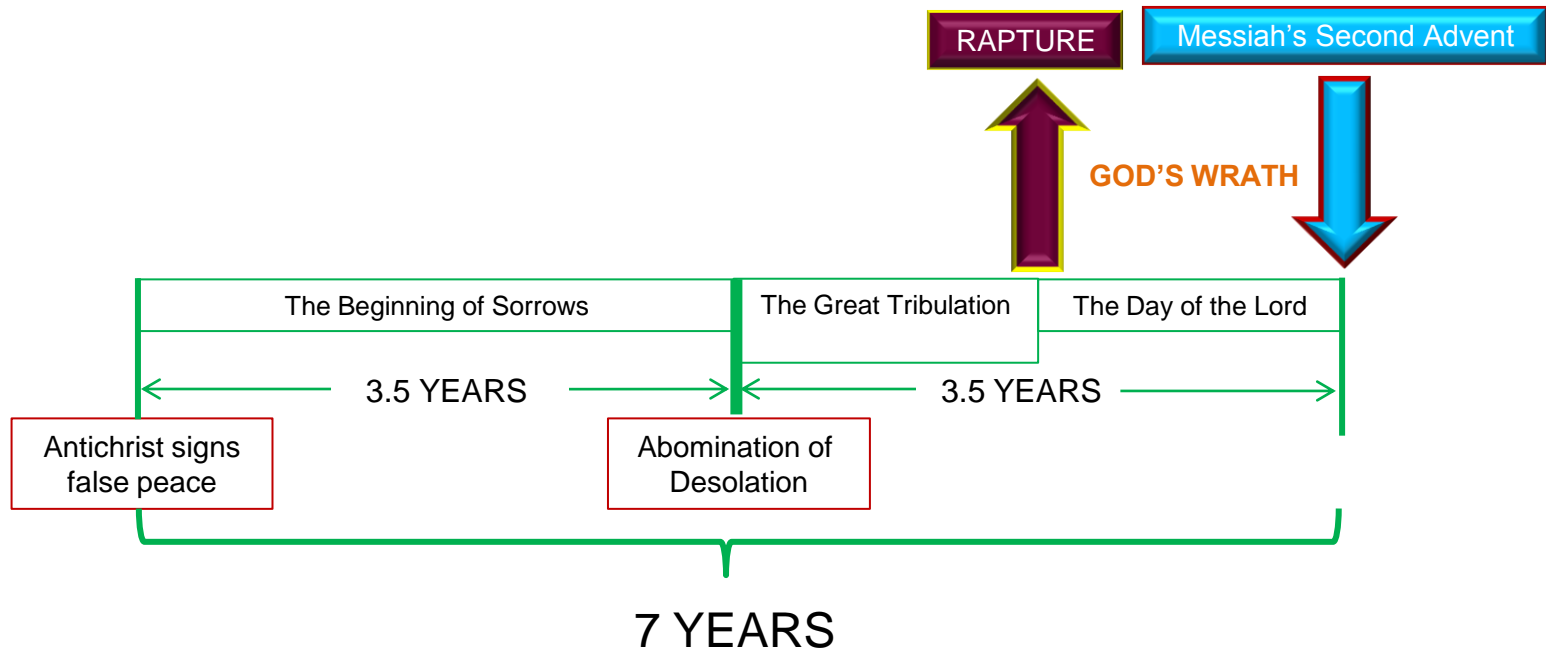 RAPTURE
Messiah’s Second Advent
GOD’S WRATH
The Beginning of Sorrows
The Great Tribulation
The Day of the Lord
3.5 YEARS
3.5 YEARS
Antichrist signs
false peace
Abomination of
Desolation
7 YEARS